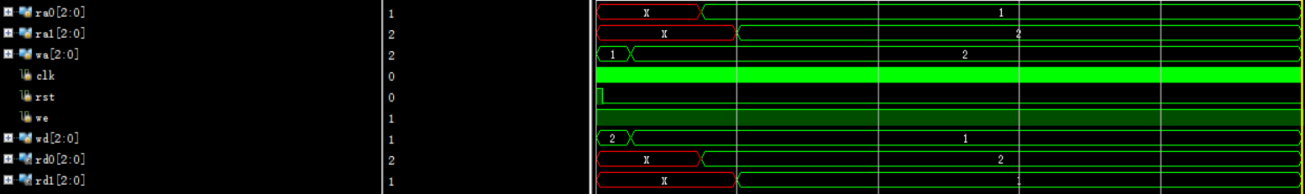 ra0[2:0] 1 X 1
ra1[2:0] 2 X 2
wa[2:0] 2 1 2
clk 0
rst 0
we 1
wd[2:0] 1 2 1
rd0[2:0] 2 X 2
rd1[2:0] 1 X 1